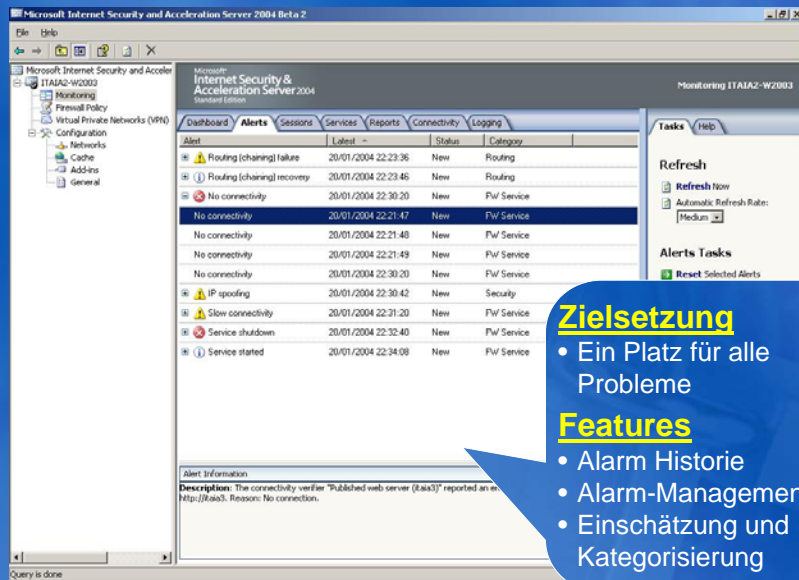 Microsoft Internet Security and Acceleration Server 2004 Beta 2
File Help
Microsoft Internet Security and Acceler
ITAIA2-W2003
Monitoring
Firewall Policy
Virtual Private Networks (VPN)
Configuration
Networks
Cache
Add-ins
General
Microsoft
Internet Security &
Acceleration Server 2004
Standard Edition
Monitoring ITAIA2-W2003
Dashboard Alerts Sessions Services Reports Connectivity Logging
Alert Latest Status Category
Routing (chaining) failure 20/01/2004 22:23:36 New Routing
Routing (chaining) recovery 20/01/2004 22:23:46 New Routing
No connectivity 20/01/2004 22:30:20 New FW Service
No connectivity 20/01/2004 22:21:47 New FW Service
No connectivity 20/01/2004 22:21:48 New FW Service
No connectivity 20/01/2004 22:21:49 New FW Service
No connectivity 20/01/2004 22:30:20 New FW Service
IP spoofing 20/01/2004 22:30:42 New Security
Slow connectivity 20/01/2004 22:31:20 New FW Service
Service shutdown 20/01/2004 22:32:40 New FW Service
Service started 20/01/2004 22:34:08 New FW Service
Alert Information
Description: The connectivity verifier "Published web server (itaia3)" reported an er
http://itaia3. Reason: No connection.
Tasks Help
Refresh
Refresh Now
Automatic Refresh Rate:
Medium
Alerts Tasks
Reset Selected Alerts
Zielsetzung
• Ein Platz für alle
Probleme
Features
• Alarm Historie
• Alarm-Managemen
• Einschätzung und
Kategorisierung
Query is done